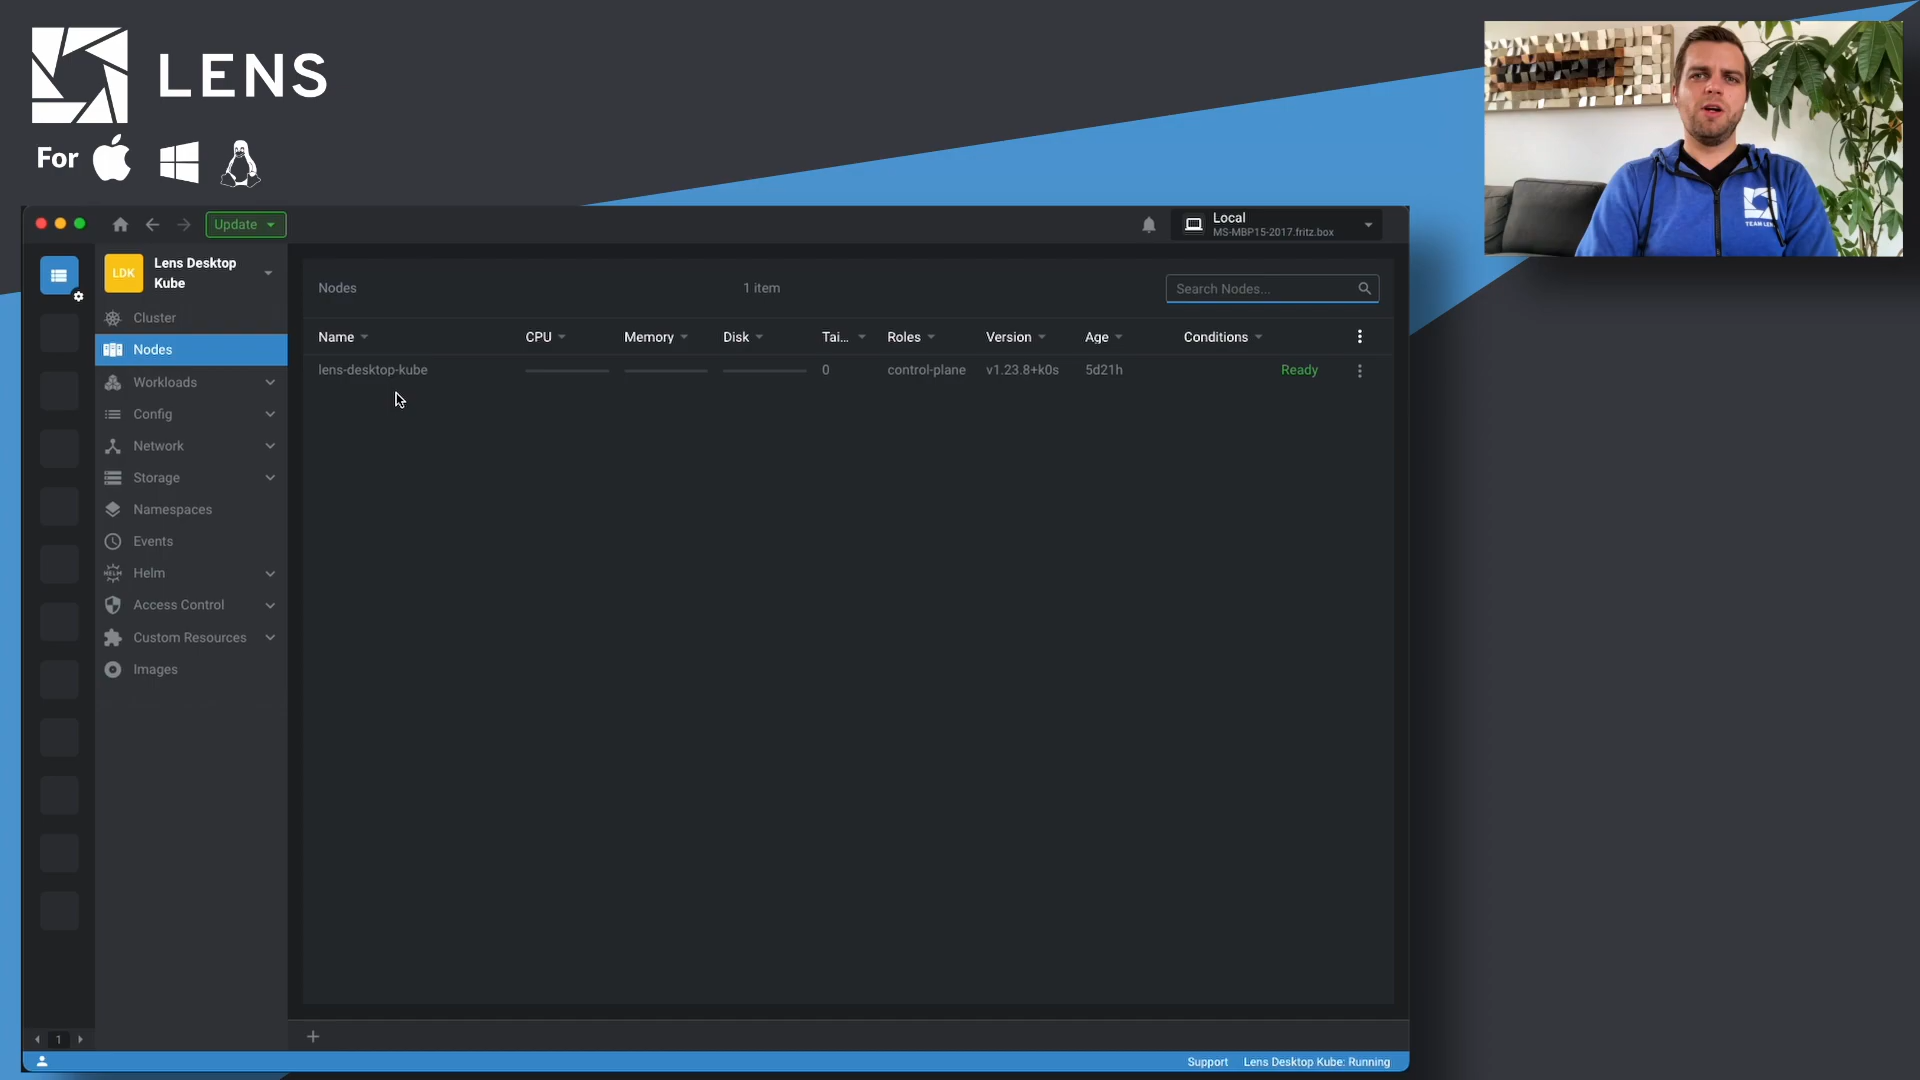 LENS
For
Update
Local
MS-MBP15-2017.fritz.box
LDK
Lens Desktop
Kube
Cluster
Nodes
Workloads
Config
Network
Storage
Namespaces
Events
HELM
Helm
Access Control
Custom Resources
Images
Nodes
1 item
Search Nodes...
Name
CPU
Memory
Disk
Tai...
Roles
Version
Age
Conditions
lens-desktop-kube
0
control-plane
v1.23.8+k0s
5d21h
Ready
1
+
Support
Lens Desktop Kube: Running
TEAM LENS